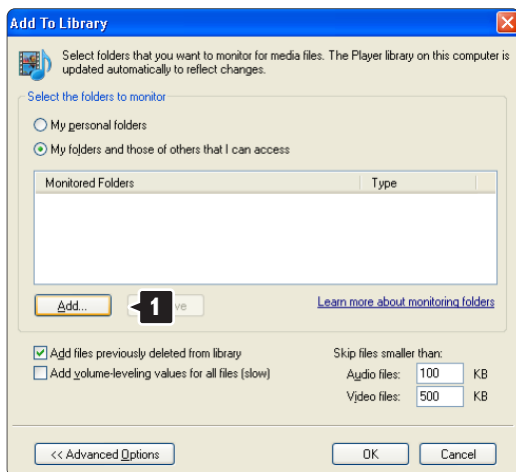 Add To Library
Select folders that you want to monitor for media files. The Player library on this computer is
updated automatically to reflect changes.
Select the folders to monitor
My personal folders
My folders and those of others that I can access
Monitored Folders Type
Add... 1 ve Learn more about monitoring folders
Add files previously deleted from library Skip files smaller than:
Add volume-leveling values for all files (slow) Audio files: 100 KB
Video files: 500 KB
<< Advanced Options OK Cancel